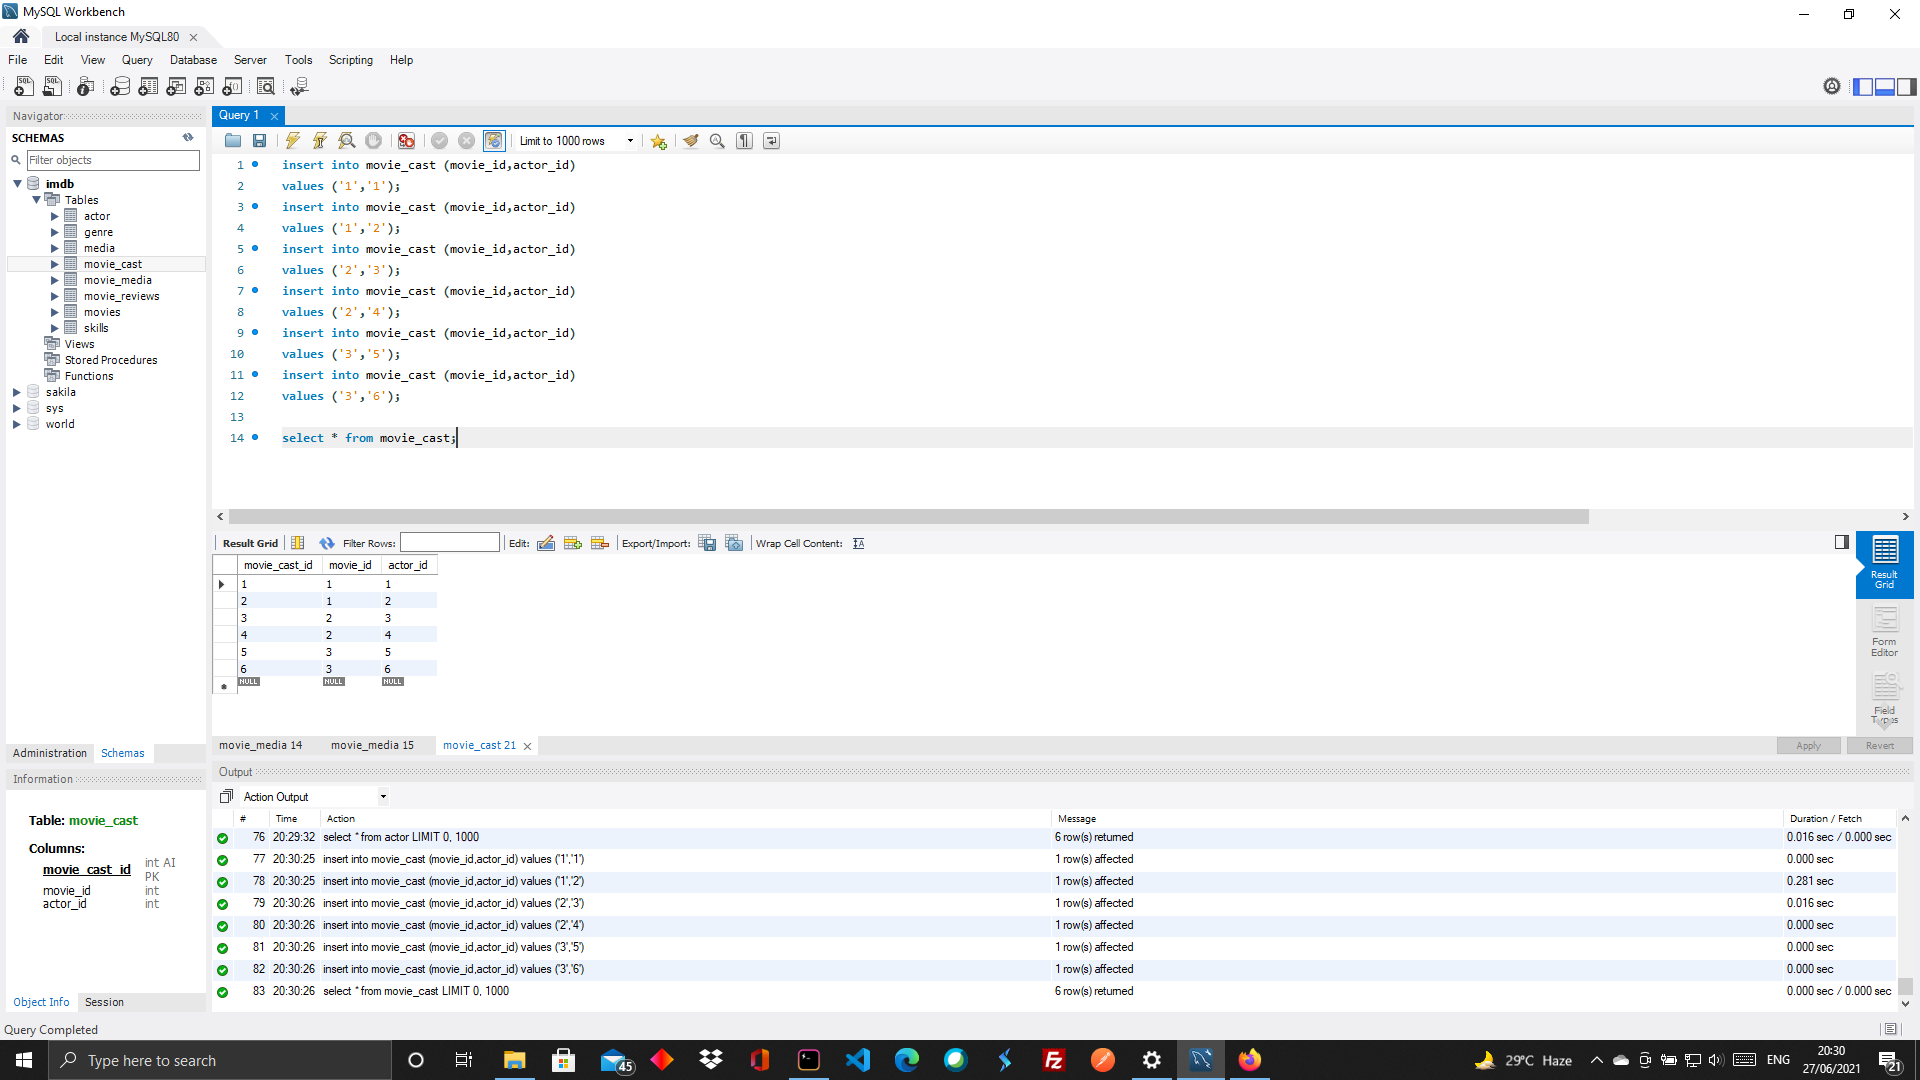 MySQL Workbench
Local instance MySQL80
File Edit View Query Database Server Tools Scripting Help
Navigator
SCHEMAS
Filter objects
imdb
Tables
actor
genre
media
movie_cast
movie_media
movie_reviews
movies
skills
Views
Stored Procedures
Functions
sakila
sys
world
Administration Schemas
Information
Table: movie_cast
Columns:
movie_cast_id int AI PK
movie_id int
actor_id int
Object Info Session
Query 1
Limit to 1000 rows
1 insert into movie_cast (movie_id,actor_id)
2 values ('1','1');
3 insert into movie_cast (movie_id,actor_id)
4 values ('1','2');
5 insert into movie_cast (movie_id,actor_id)
6 values ('2','3');
7 insert into movie_cast (movie_id,actor_id)
8 values ('2','4');
9 insert into movie_cast (movie_id,actor_id)
10 values ('3','5');
11 insert into movie_cast (movie_id,actor_id)
12 values ('3','6');
13
14 select * from movie_cast;
Result Grid Filter Rows: Edit: Export/Import: Wrap Cell Content:
movie_cast_id movie_id actor_id
1 1 1
2 1 2
3 2 3
4 2 4
5 3 5
6 3 6
NULL NULL NULL
Result Grid
Form Editor
Field Types
movie_media 14 movie_media 15 movie_cast 21
Apply Revert
Output
Action Output
# Time Action Message Duration / Fetch
76 20:29:32 select * from actor LIMIT 0, 1000 6 row(s) returned 0.016 sec / 0.000 sec
77 20:30:25 insert into movie_cast (movie_id,actor_id) values ('1','1') 1 row(s) affected 0.000 sec
78 20:30:25 insert into movie_cast (movie_id,actor_id) values ('1','2') 1 row(s) affected 0.281 sec
79 20:30:26 insert into movie_cast (movie_id,actor_id) values ('2','3') 1 row(s) affected 0.016 sec
80 20:30:26 insert into movie_cast (movie_id,actor_id) values ('2','4') 1 row(s) affected 0.000 sec
81 20:30:26 insert into movie_cast (movie_id,actor_id) values ('3','5') 1 row(s) affected 0.000 sec
82 20:30:26 insert into movie_cast (movie_id,actor_id) values ('3','6') 1 row(s) affected 0.000 sec
83 20:30:26 select * from movie_cast LIMIT 0, 1000 6 row(s) returned 0.000 sec / 0.000 sec
Query Completed
Type here to search
45
29°C Haze
ENG
20:30
27/06/2021
21